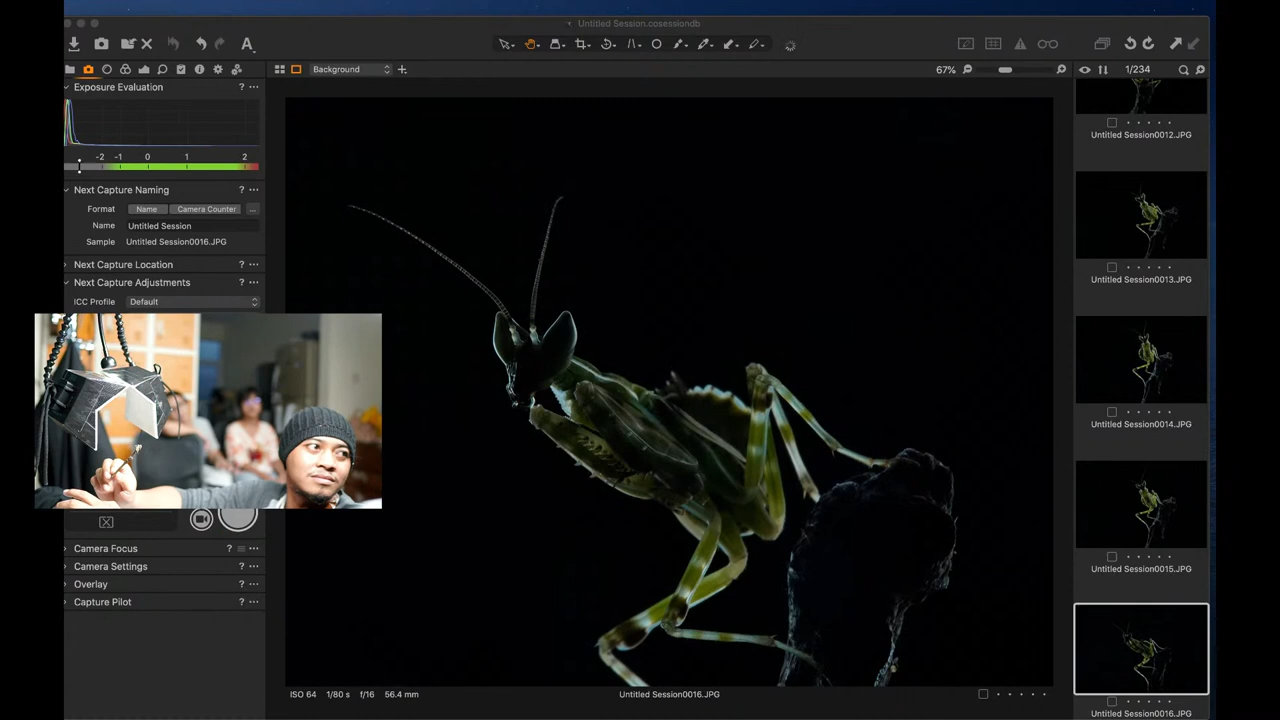 Untitled Session.cosessiondb
A
Background
67%
1/234
Exposure Evaluation ? ...
-2 -1 0 1 2
Next Capture Naming ? ...
Format Name Camera Counter ...
Name Untitled Session
Sample Untitled Session0016.JPG
Next Capture Location ? ...
Next Capture Adjustments ? ...
ICC Profile Default
Camera Focus ? ...
Camera Settings ? ...
Overlay ? ...
Capture Pilot ? ...
ISO 64 1/80 s f/16 56.4 mm
Untitled Session0016.JPG
Untitled Session0012.JPG
Untitled Session0013.JPG
Untitled Session0014.JPG
Untitled Session0015.JPG
Untitled Session0016.JPG